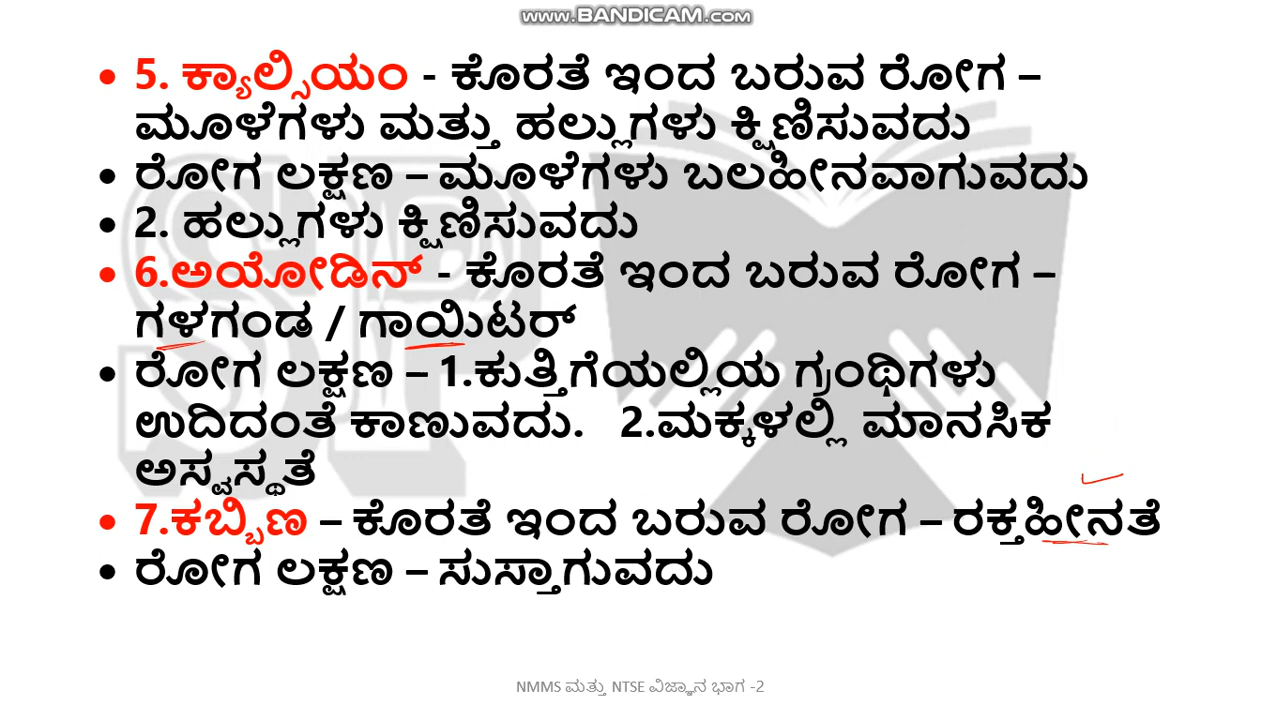 www.BANDICAM.com
• 5. ಕ್ಯಾಲ್ಸಿಯಂ - ಕೊರತೆ ಇಂದ ಬರುವ ರೋಗ –
ಮೂಳೆಗಳು ಮತ್ತು ಹಲ್ಲುಗಳು ಕ್ಷಿಣಿಸುವದು
• ರೋಗ ಲಕ್ಷಣ – ಮೂಳೆಗಳು ಬಲಹೀನವಾಗುವದು
• 2. ಹಲ್ಲುಗಳು ಕ್ಷಿಣಿಸುವದು
• 6.ಅಯೋಡಿನ್ - ಕೊರತೆ ಇಂದ ಬರುವ ರೋಗ –
ಗಳಗಂಡ / ಗಾಯಿಟರ್
• ರೋಗ ಲಕ್ಷಣ – 1.ಕುತ್ತಿಗೆಯಲ್ಲಿಯ ಗ್ರಂಥಿಗಳು
ಉದಿದಂತೆ ಕಾಣುವದು. 2.ಮಕ್ಕಳಲ್ಲಿ ಮಾನಸಿಕ
ಅಸ್ವಸ್ಥತೆ
• 7.ಕಬ್ಬಿಣ – ಕೊರತೆ ಇಂದ ಬರುವ ರೋಗ – ರಕ್ತಹೀನತೆ
• ರೋಗ ಲಕ್ಷಣ – ಸುಸ್ತಾಗುವದು
NMMS ಮತ್ತು NTSE ವಿಜ್ಞಾನ ಭಾಗ -2